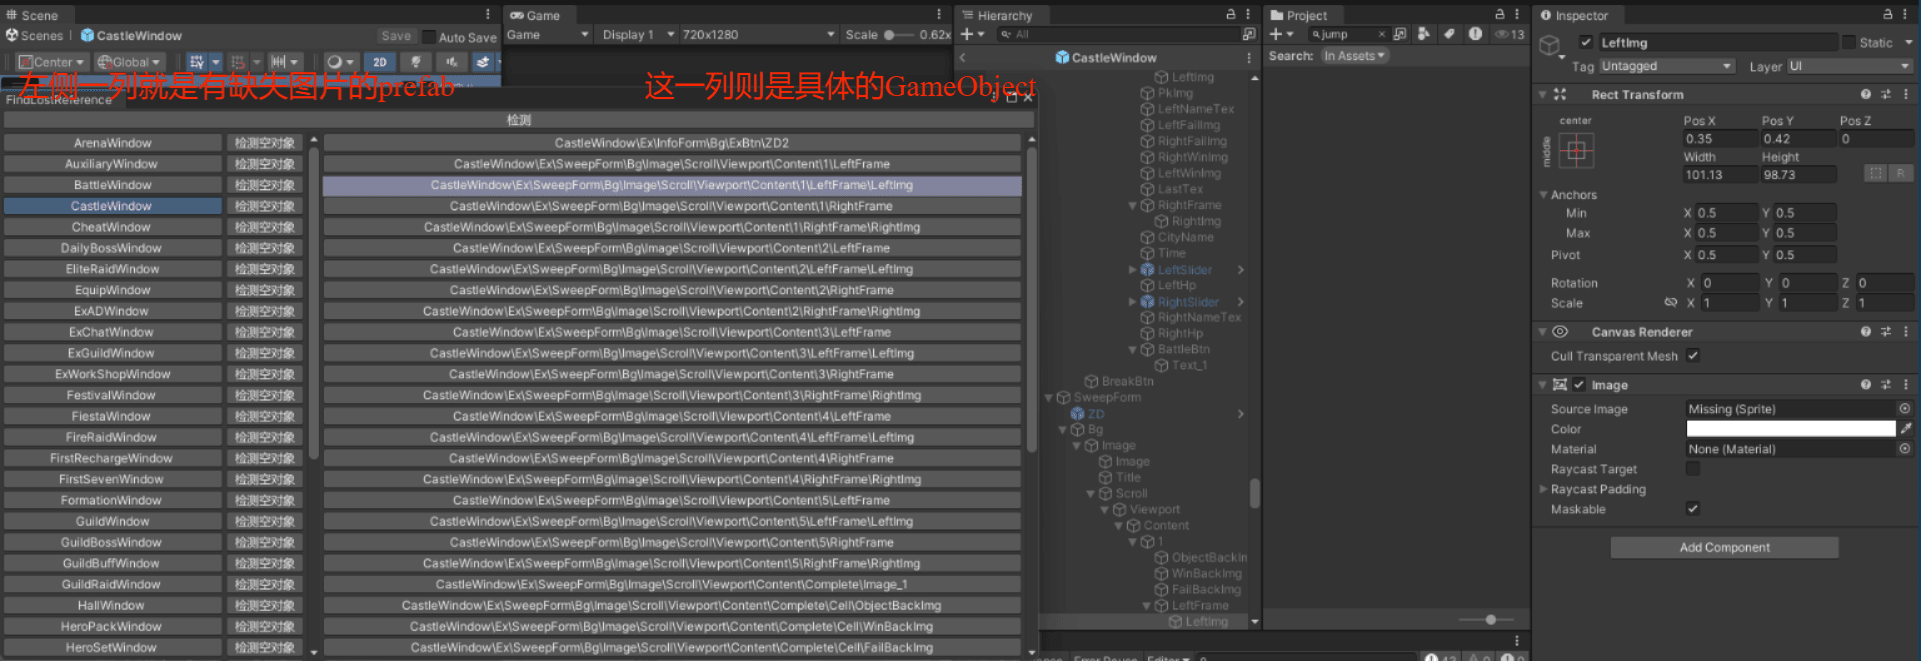 Scene
Scenes | CastleWindow Save Auto Save
Center Global 2D
左侧一列就是有缺失图片的prefab
这一列则是具体的GameObject
FindLostReference
检测
ArenaWindow 检测空对象
AuxiliaryWindow 检测空对象
BattleWindow 检测空对象
CastleWindow 检测空对象
CheatWindow 检测空对象
DailyBossWindow 检测空对象
EliteRaidWindow 检测空对象
EquipWindow 检测空对象
ExADWindow 检测空对象
ExChatWindow 检测空对象
ExGuildWindow 检测空对象
ExWorkShopWindow 检测空对象
FestivalWindow 检测空对象
FiestaWindow 检测空对象
FireRaidWindow 检测空对象
FirstRechargeWindow 检测空对象
FirstSevenWindow 检测空对象
FormationWindow 检测空对象
GuildWindow 检测空对象
GuildBossWindow 检测空对象
GuildBuffWindow 检测空对象
GuildRaidWindow 检测空对象
HallWindow 检测空对象
HeroPackWindow 检测空对象
HeroSetWindow 检测空对象
CastleWindow\Ex\InfoForm\Bg\ExBtn\ZD2
CastleWindow\Ex\SweepForm\Bg\Image\Scroll\Viewport\Content\1\LeftFrame
CastleWindow\Ex\SweepForm\Bg\Image\Scroll\Viewport\Content\1\LeftFrame\LeftImg
CastleWindow\Ex\SweepForm\Bg\Image\Scroll\Viewport\Content\1\RightFrame
CastleWindow\Ex\SweepForm\Bg\Image\Scroll\Viewport\Content\1\RightFrame\RightImg
CastleWindow\Ex\SweepForm\Bg\Image\Scroll\Viewport\Content\2\LeftFrame
CastleWindow\Ex\SweepForm\Bg\Image\Scroll\Viewport\Content\2\LeftFrame\LeftImg
CastleWindow\Ex\SweepForm\Bg\Image\Scroll\Viewport\Content\2\RightFrame
CastleWindow\Ex\SweepForm\Bg\Image\Scroll\Viewport\Content\2\RightFrame\RightImg
CastleWindow\Ex\SweepForm\Bg\Image\Scroll\Viewport\Content\3\LeftFrame
CastleWindow\Ex\SweepForm\Bg\Image\Scroll\Viewport\Content\3\LeftFrame\LeftImg
CastleWindow\Ex\SweepForm\Bg\Image\Scroll\Viewport\Content\3\RightFrame
CastleWindow\Ex\SweepForm\Bg\Image\Scroll\Viewport\Content\3\RightFrame\RightImg
CastleWindow\Ex\SweepForm\Bg\Image\Scroll\Viewport\Content\4\LeftFrame
CastleWindow\Ex\SweepForm\Bg\Image\Scroll\Viewport\Content\4\LeftFrame\LeftImg
CastleWindow\Ex\SweepForm\Bg\Image\Scroll\Viewport\Content\4\RightFrame
CastleWindow\Ex\SweepForm\Bg\Image\Scroll\Viewport\Content\4\RightFrame\RightImg
CastleWindow\Ex\SweepForm\Bg\Image\Scroll\Viewport\Content\5\LeftFrame
CastleWindow\Ex\SweepForm\Bg\Image\Scroll\Viewport\Content\5\LeftFrame\LeftImg
CastleWindow\Ex\SweepForm\Bg\Image\Scroll\Viewport\Content\5\RightFrame
CastleWindow\Ex\SweepForm\Bg\Image\Scroll\Viewport\Content\5\RightFrame\RightImg
CastleWindow\Ex\SweepForm\Bg\Image\Scroll\Viewport\Content\Complete\Image_1
CastleWindow\Ex\SweepForm\Bg\Image\Scroll\Viewport\Content\Complete\Cell\ObjectBackImg
CastleWindow\Ex\SweepForm\Bg\Image\Scroll\Viewport\Content\Complete\Cell\WinBackImg
CastleWindow\Ex\SweepForm\Bg\Image\Scroll\Viewport\Content\Complete\Cell\FailBackImg
Game
Game Display 1 720x1280 Scale 0.62x
Hierarchy
All
CastleWindow
LeftImg
PkImg
LeftNameTex
LeftFailImg
RightFailImg
RightWinImg
LeftWinImg
LastTex
RightFrame
RightImg
CityName
Time
LeftSlider
LeftHp
RightSlider
RightNameTex
RightHp
BattleBtn
Text_1
BreakBtn
SweepForm
ZD
Bg
Image
Image
Title
Scroll
Viewport
Content
1
ObjectBackIn
WinBackImg
FailBackImg
LeftFrame
LeftImg
Error Pause Editor
Project
jump 13
Search: In Assets
Inspector
LeftImg Static
Tag Untagged Layer UI
Rect Transform
center
middle
Pos X Pos Y Pos Z
0.35 0.42 0
Width Height
101.13 98.73 R
Anchors
Min X 0.5 Y 0.5
Max X 0.5 Y 0.5
Pivot X 0.5 Y 0.5
Rotation X 0 Y 0 Z 0
Scale X 1 Y 1 Z 1
Canvas Renderer
Cull Transparent Mesh
Image
Source Image Missing (Sprite)
Color
Material None (Material)
Raycast Target
Raycast Padding
Maskable
Add Component